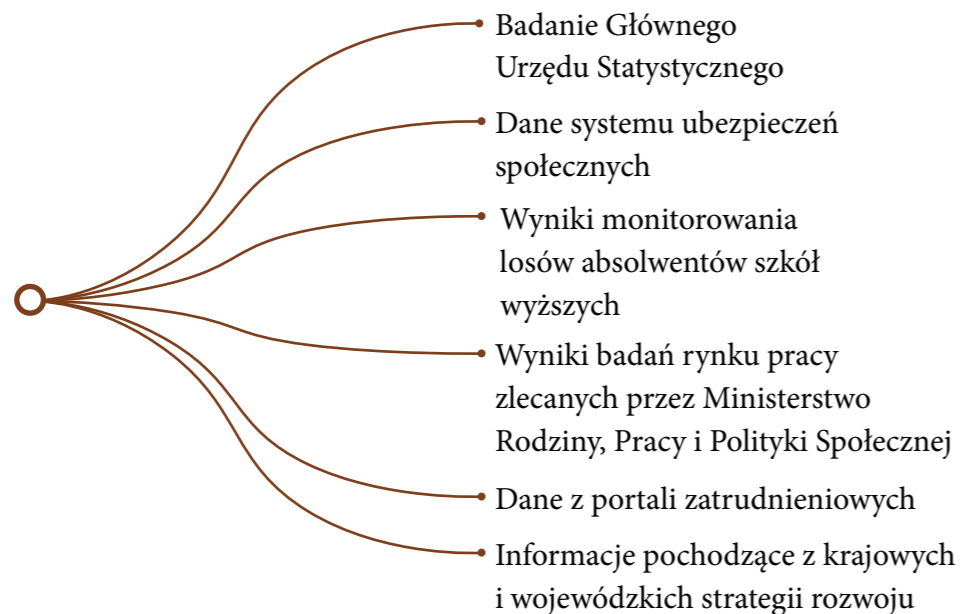 Badanie Głównego
Urzędu Statystycznego
Dane systemu ubezpieczeń
społecznych
Wyniki monitorowania
losów absolwentów szkół
wyższych
Wyniki badań rynku pracy
zlecanych przez Ministerstwo
Rodziny, Pracy i Polityki Społecznej
Dane z portali zatrudnieniowych
Informacje pochodzące z krajowych
i wojewódzkich strategii rozwoju